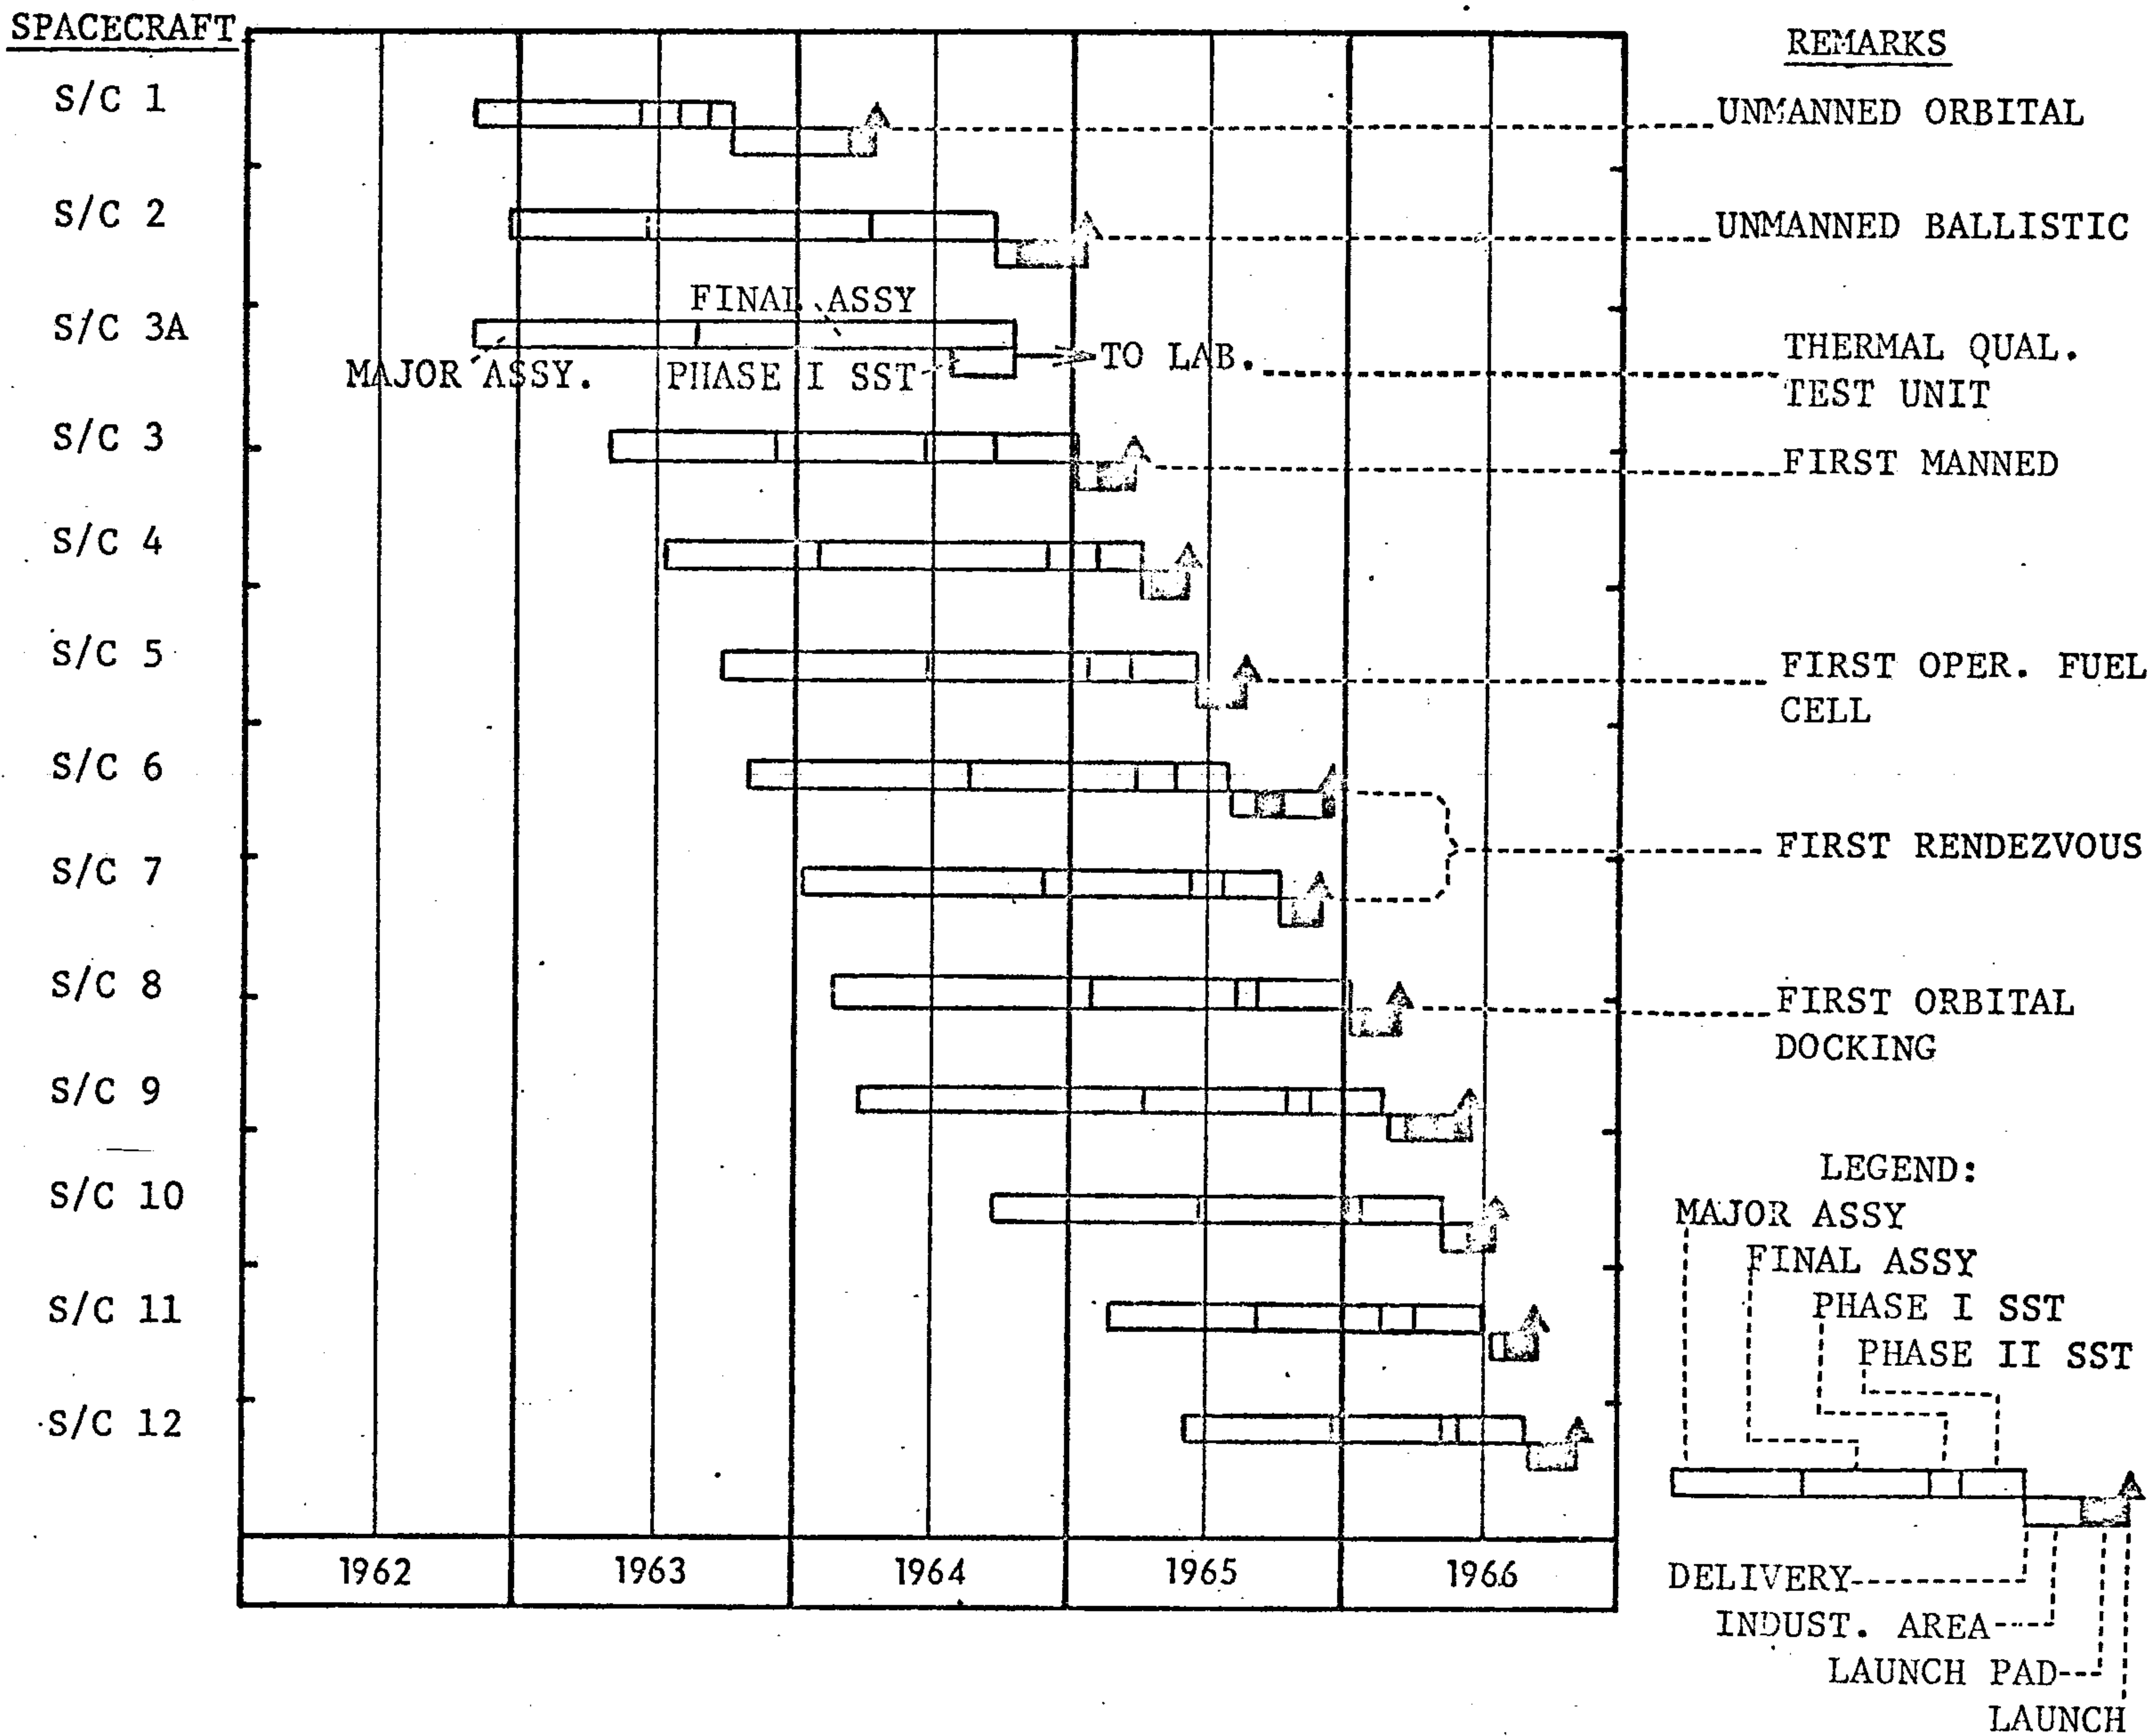 SPACECRAFT
REMARKS
S/C 1
UNMANNED ORBITAL
S/C 2
UNMANNED BALLISTIC
FINAL ASSY
S/C 3A
MAJOR ASSY.
PHASE I SST
TO LAB.
THERMAL QUAL.
TEST UNIT
S/C 3
FIRST MANNED
S/C 4
S/C 5
FIRST OPER. FUEL
CELL
S/C 6
FIRST RENDEZVOUS
S/C 7
S/C 8
FIRST ORBITAL
DOCKING
S/C 9
S/C 10
S/C 11
S/C 12
LEGEND:
MAJOR ASSY
FINAL ASSY
PHASE I SST
PHASE II SST
DELIVERY
INDUST. AREA
LAUNCH PAD
LAUNCH
1962 1963 1964 1965 1966